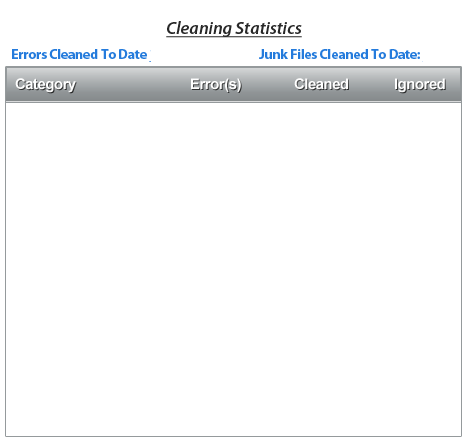 Cleaning Statistics
Errors Cleaned To Date Junk Files Cleaned To Date:
Category Error(s) Cleaned Ignored